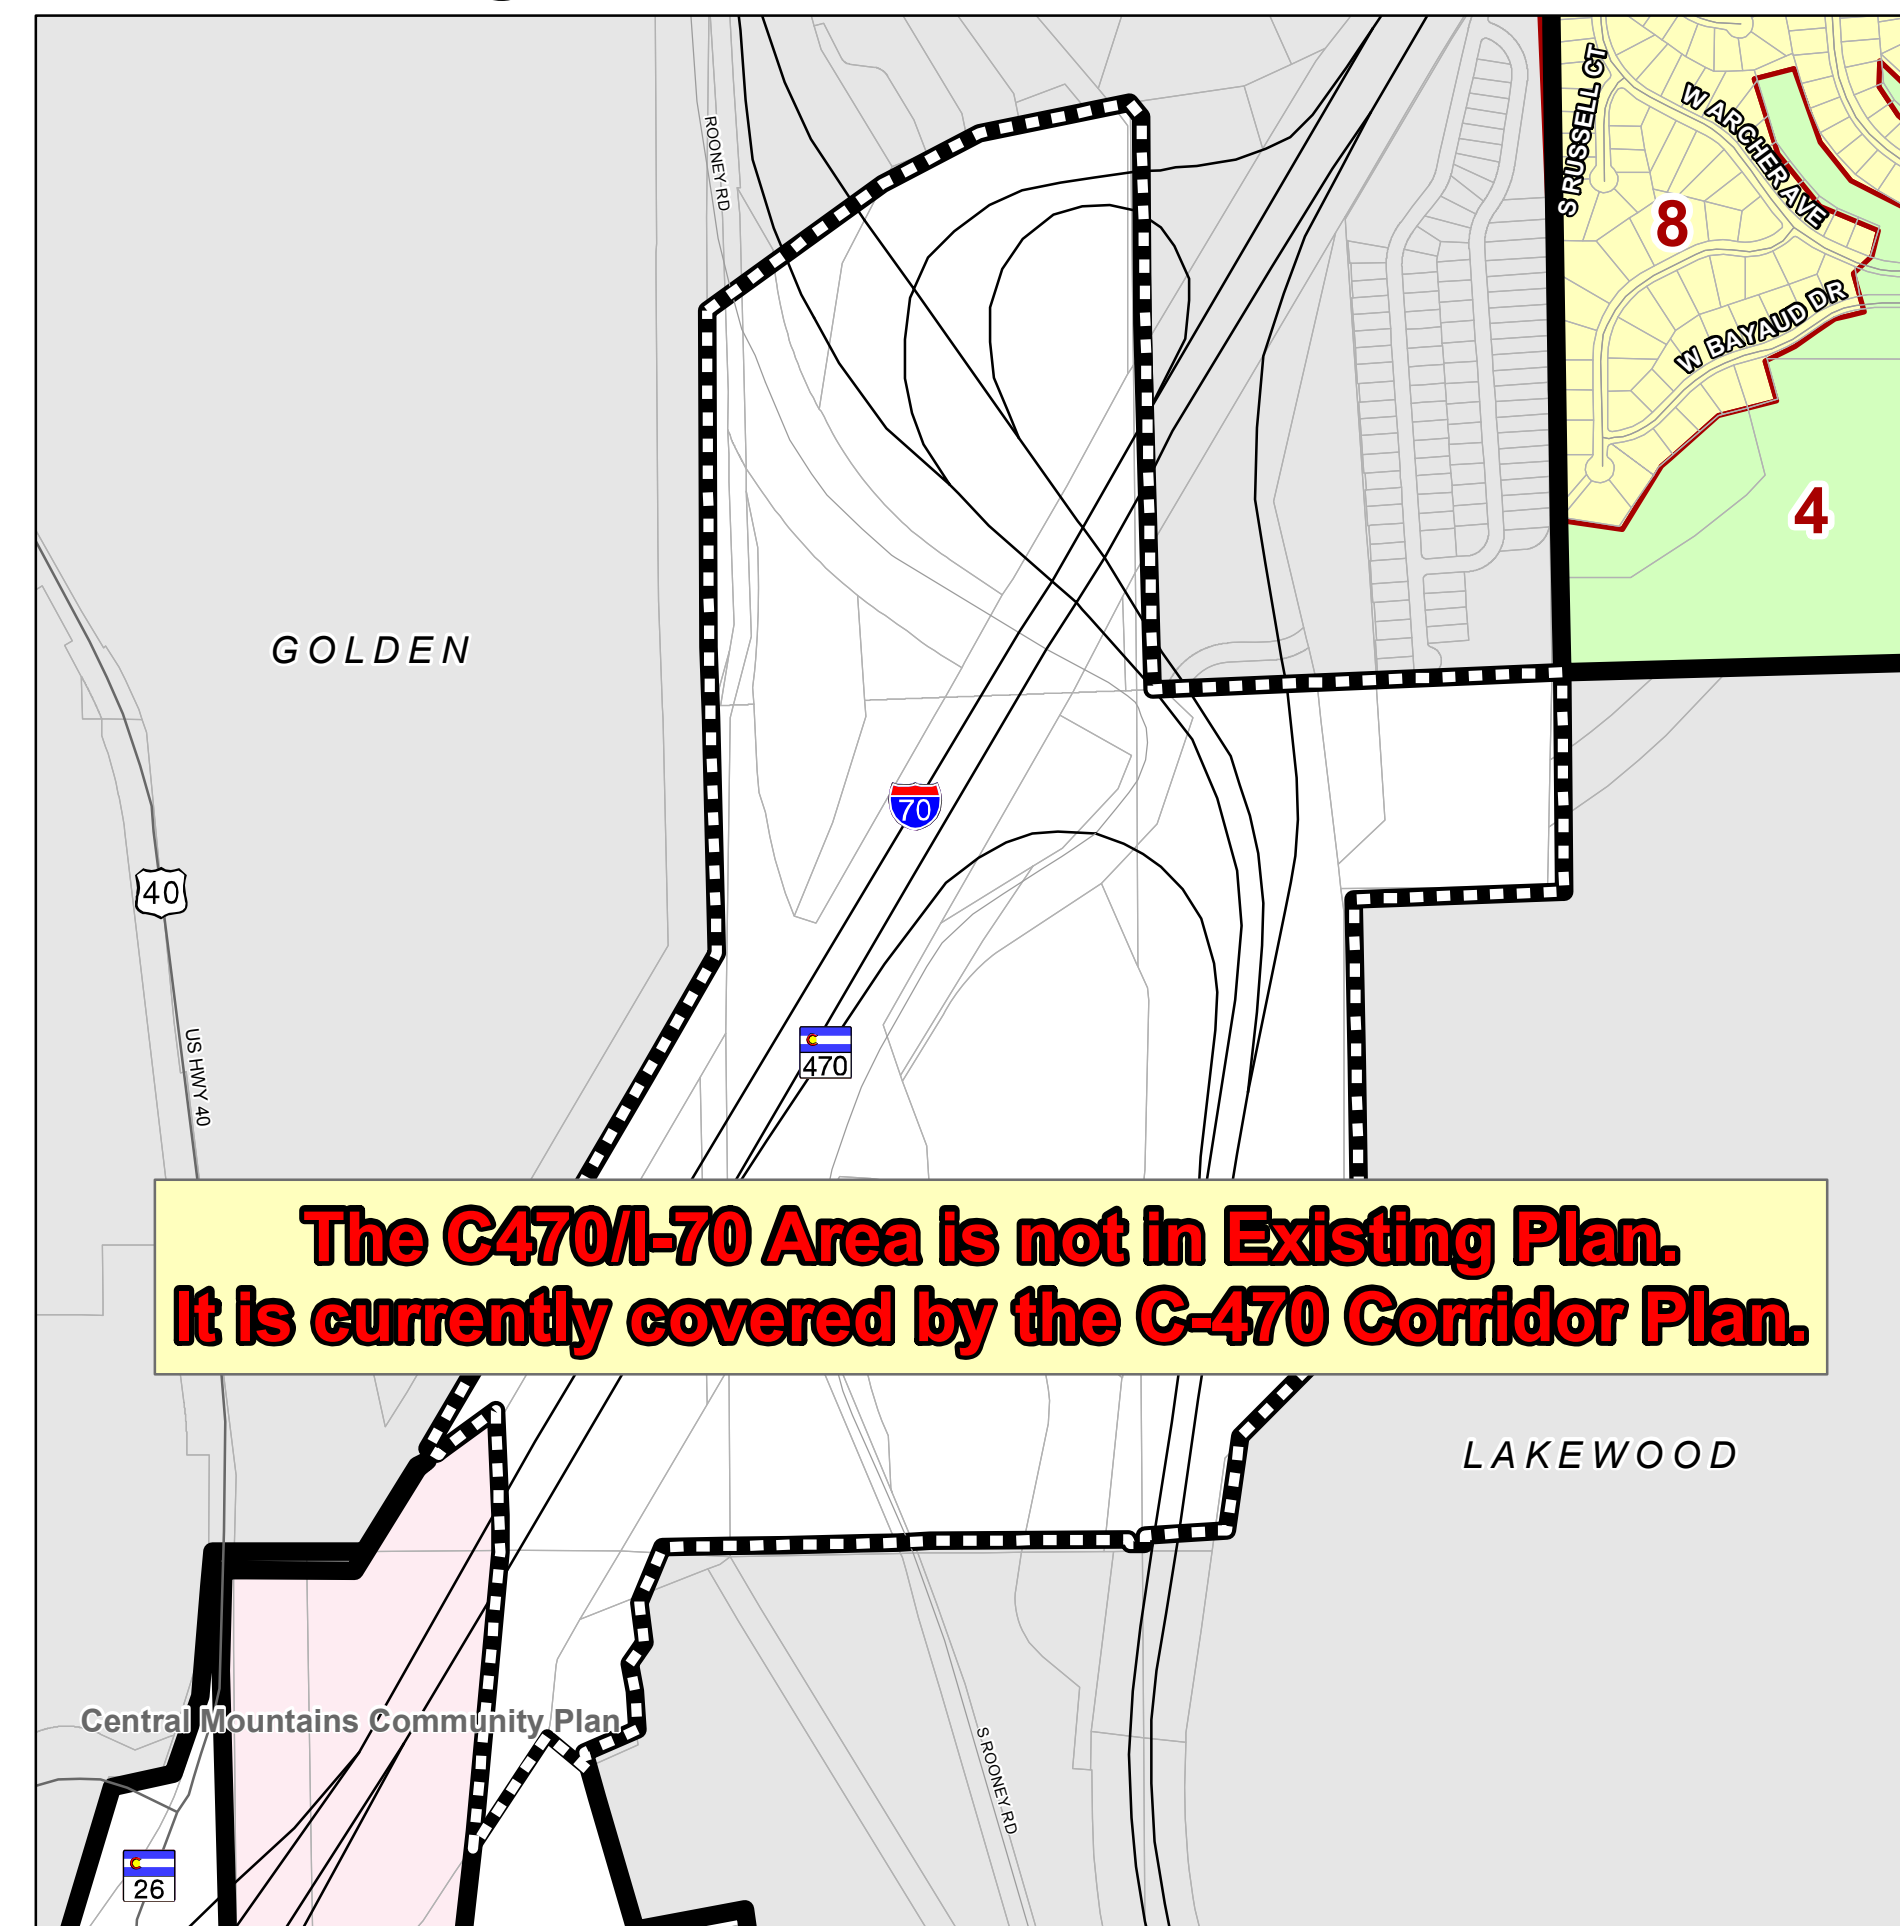 S RUSSELL CT
W ARCHER AVE
ROONEY RD
8
W BAYAUD DR
4
GOLDEN
70
40
470
US HWY 40
The C470/I-70 Area is not in Existing Plan.
It is currently covered by the C-470 Corridor Plan.
LAKEWOOD
Central Mountains Community Plan
S ROONEY RD
C
26